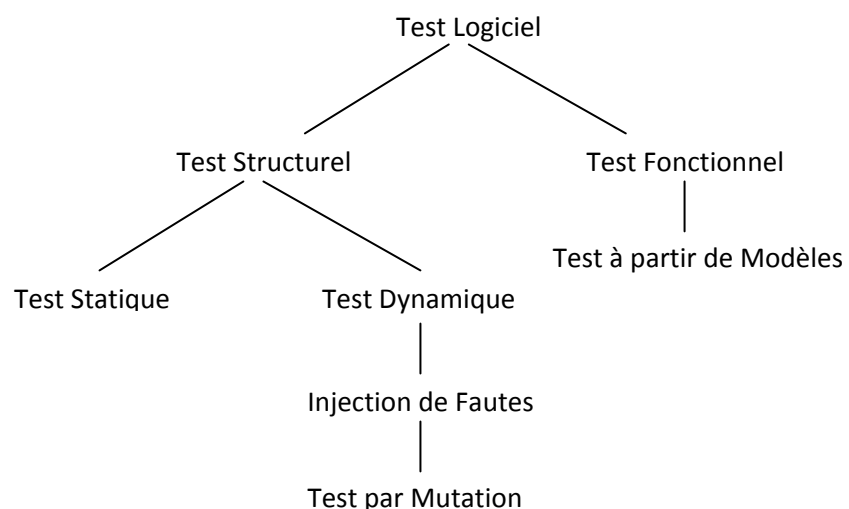 Test Logiciel
Test Structurel
Test Fonctionnel
Test à partir de Modèles
Test Statique
Test Dynamique
Injection de Fautes
Test par Mutation